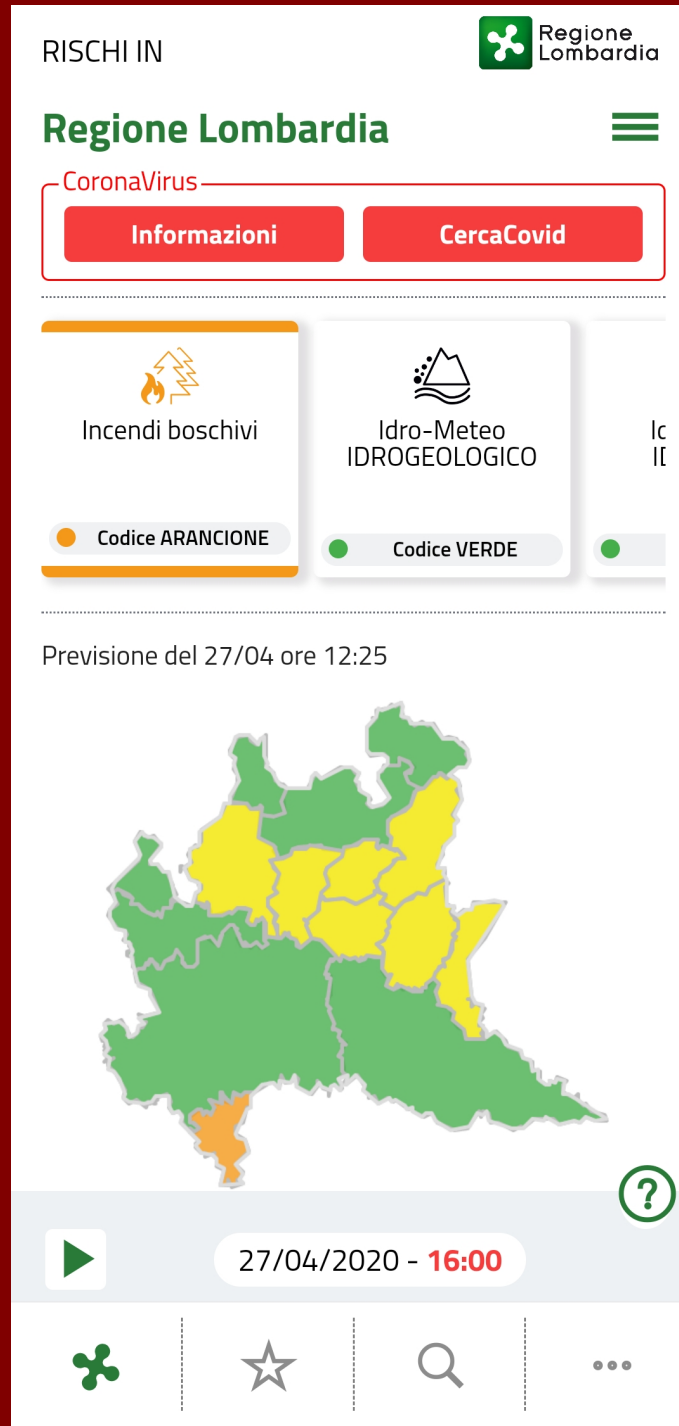 RISCHI IN
Regione
Lombardia
Regione Lombardia
CoronaVirus
Informazioni
CercaCovid
Incendi boschivi
Codice ARANCIONE
Idro-Meteo
IDROGEOLOGICO
Codice VERDE
Previsione del 27/04 ore 12:25
?
27/04/2020 - 16:00